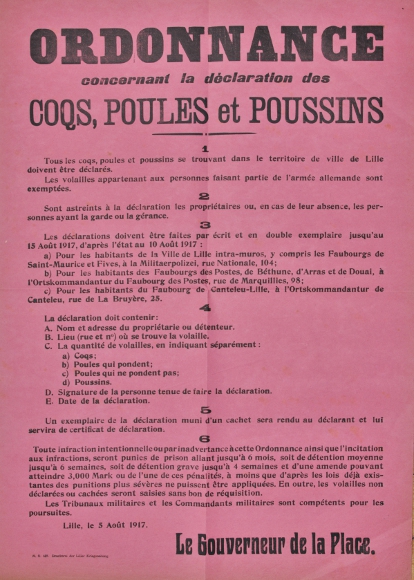 ORDONNANCE
concernant la déclaration des
COQS, POULES et POUSSINS
1
Tous les coqs, poules et poussins se trouvant dans le territoire de ville de Lille
doivent être déclarés.
Les volailles appartenant aux personnes faisant partie de l'armée allemande sont
exemptées.
2
Sont astreints à la déclaration les propriétaires ou, en cas de leur absence, les per-
sonnes ayant la garde ou la gérance.
3
Les déclarations doivent être faites par écrit et en double exemplaire jusqu'au
15 Août 1917, d'après l'état au 10 Août 1917 :
a) Pour les habitants de la Ville de Lille intra-muros, y compris les Faubourgs de
Saint-Maurice et Fives, à la Militaerpolizei, rue Nationale, 104;
b) Pour les habitants des Faubourgs des Postes, de Béthune, d'Arras et de Douai, à
l'Ortskommandantur du Faubourg des Postes, rue de Marquillies, 98;
c) Pour les habitants du Faubourg de Canteleu-Lille, à l'Ortskommandantur de
Canteleu, rue de La Bruyère, 25.
4
La déclaration doit contenir:
A. Nom et adresse du propriétarie ou détenteur.
B. Lieu (rue et nº) où se trouve la volaille.
C. La quantité de volailles, en indiquant séparément :
a) Coqs;
b) Poules qui pondent;
c) Poules qui ne pondent pas;
d) Poussins.
D. Signature de la personne tenue de faire la déclaration.
E. Date de la déclaration.
5
Un exemplaire de la déclaration muni d'un cachet sera rendu au déclarant et lui
servira de certificat de déclaration.
6
Toute infraction intentionnelle ou par inadvertance à cette Ordonnance ainsi que l'incitation
aux infractions, seront punies de prison allant jusqu'à 6 mois, soit de détention moyenne
jusqu'à 6 semaines, soit de détention grave jusqu'à 4 semaines et d'une amende pouvant
atteindre 3,000 Mark ou de l'une de ces pénalités, à moins que d'après les lois déjà exis-
tantes des punitions plus sévères ne puissent être appliquées. En outre, les volailles non
déclarées ou cachées seront saisies sans bon de réquisition.
Les Tribunaux militaires et les Commandants militaires sont compétents pour les
poursuites.
Lille, le 5 Août 1917.
Le Gouverneur de la Place.